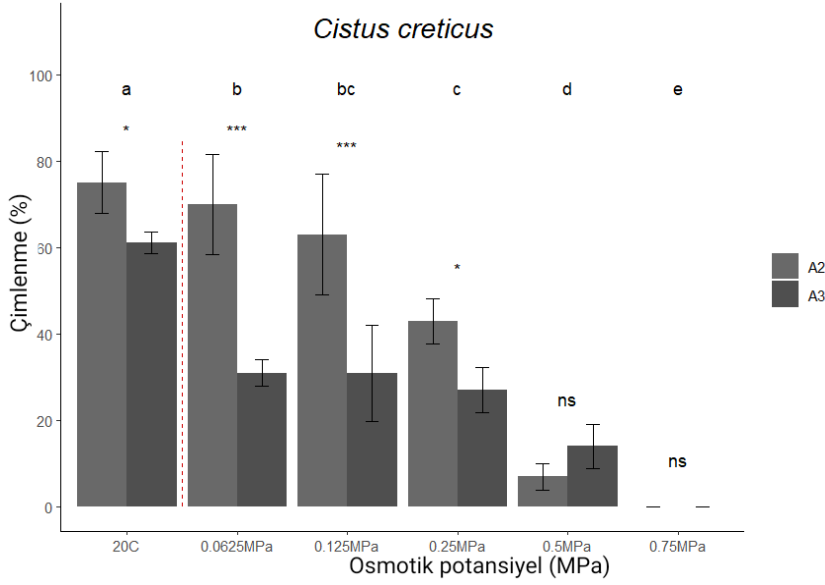 Cistus creticus
100
80
60
40
20
0
Çimlenme (%)
a b bc c d e
* *** *** * ns ns
20C 0.0625MPa 0.125MPa 0.25MPa 0.5MPa 0.75MPa
Osmotik potansiyel (MPa)
A2
A3